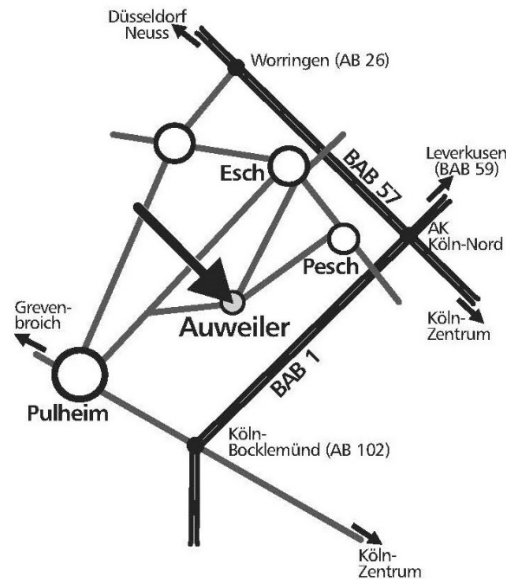 Düsseldorf
Neuss
Worringen (AB 26)
BAB 57
Leverkusen
(BAB 59)
Esch
AK
Köln-Nord
Pesch
Greven-
broich
Auweiler
Köln-
Zentrum
BAB 1
Pulheim
Köln-
Bocklemünd (AB 102)
Köln-
Zentrum